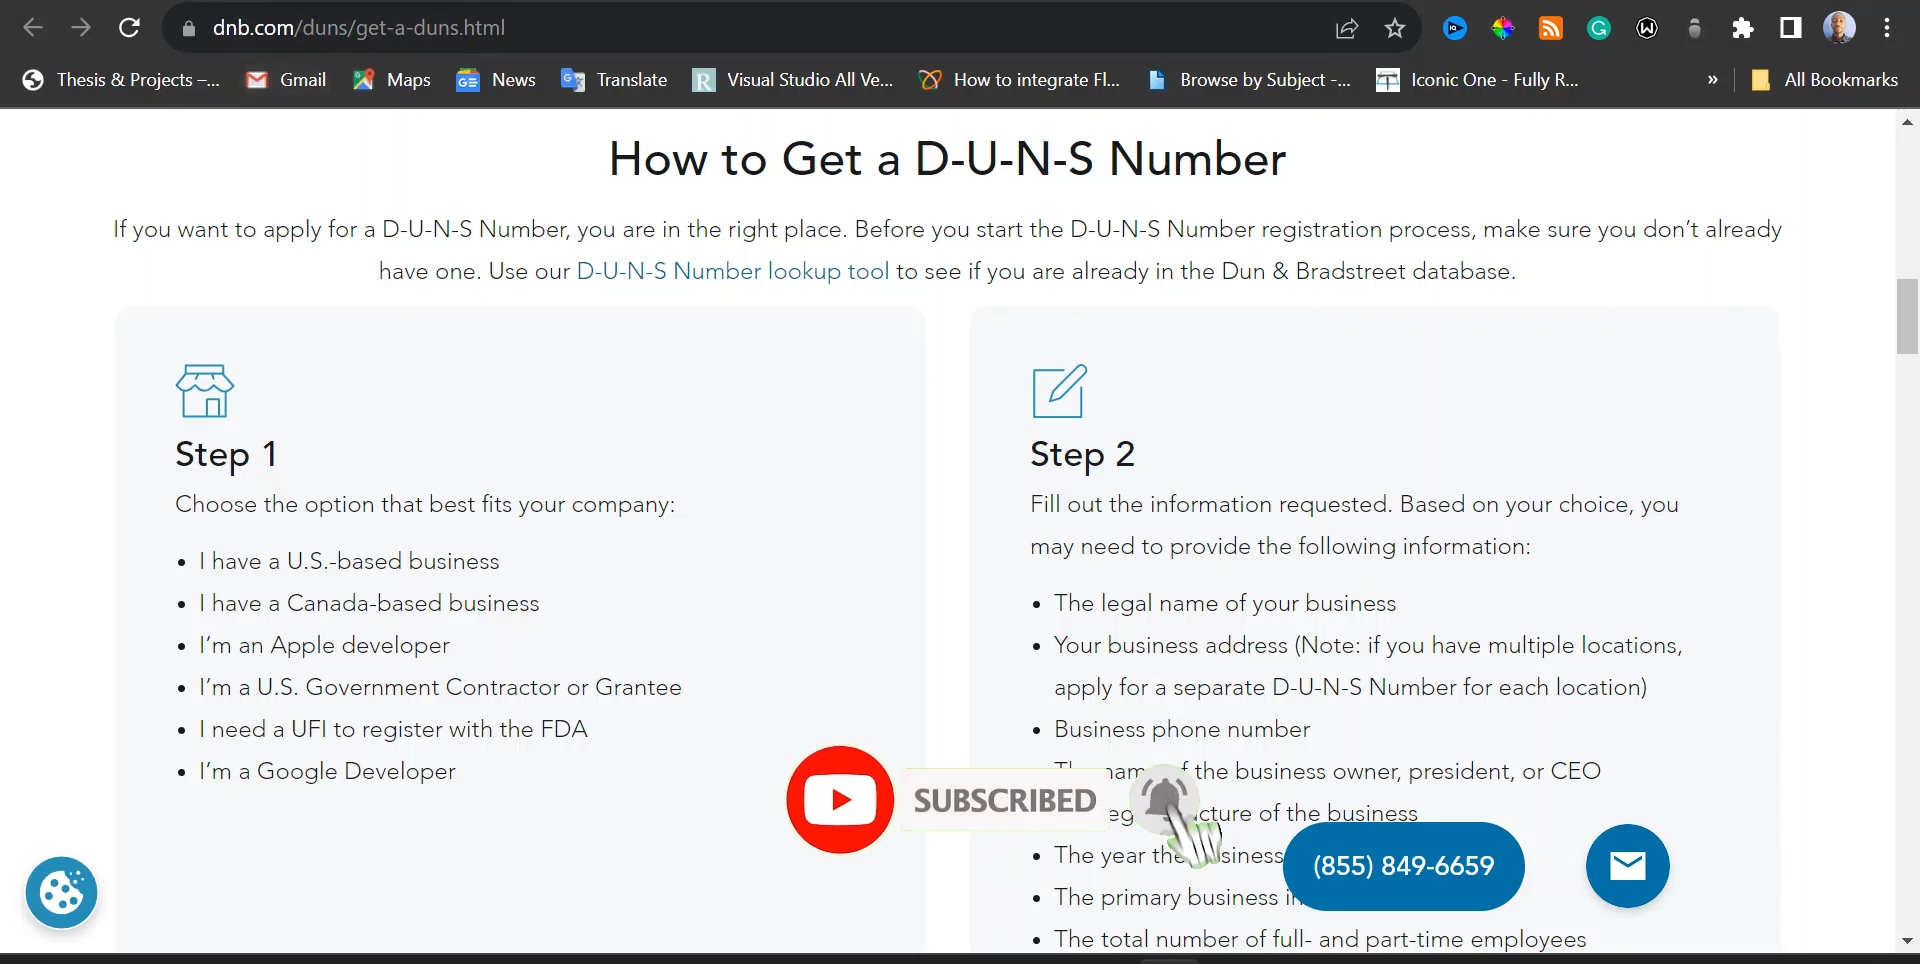 dnb.com/duns/get-a-duns.html
Thesis & Projects –... Gmail Maps News Translate Visual Studio All Ve... How to integrate Fl... Browse by Subject -... Iconic One - Fully R... » All Bookmarks
How to Get a D-U-N-S Number
If you want to apply for a D-U-N-S Number, you are in the right place. Before you start the D-U-N-S Number registration process, make sure you don’t already
have one. Use our D-U-N-S Number lookup tool to see if you are already in the Dun & Bradstreet database.
Step 1
Choose the option that best fits your company:
• I have a U.S.-based business
• I have a Canada-based business
• I’m an Apple developer
• I’m a U.S. Government Contractor or Grantee
• I need a UFI to register with the FDA
• I’m a Google Developer
Step 2
Fill out the information requested. Based on your choice, you
may need to provide the following information:
• The legal name of your business
• Your business address (Note: if you have multiple locations,
apply for a separate D-U-N-S Number for each location)
• Business phone number
the business owner, president, or CEO
of the business
• The year
• The primary business
• The total number of full- and part-time employees
SUBSCRIBED
(855) 849-6659